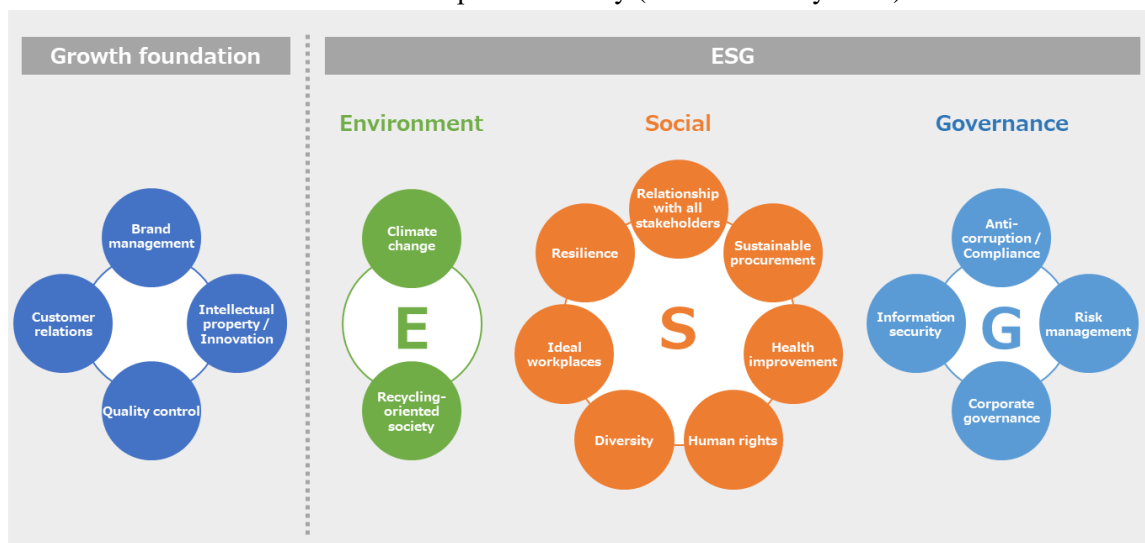 Growth foundation
ESG
Environment
Social
Governance
Brand
management
Customer
relations
Intellectual
property /
Innovation
Quality control
Climate
change
E
Recycling-
oriented
society
Relationship
with all
stakeholders
Resilience
Sustainable
procurement
S
Ideal
workplaces
Health
improvement
Diversity
Human rights
Anti-
corruption /
Compliance
Information
security
G
Risk
management
Corporate
governance